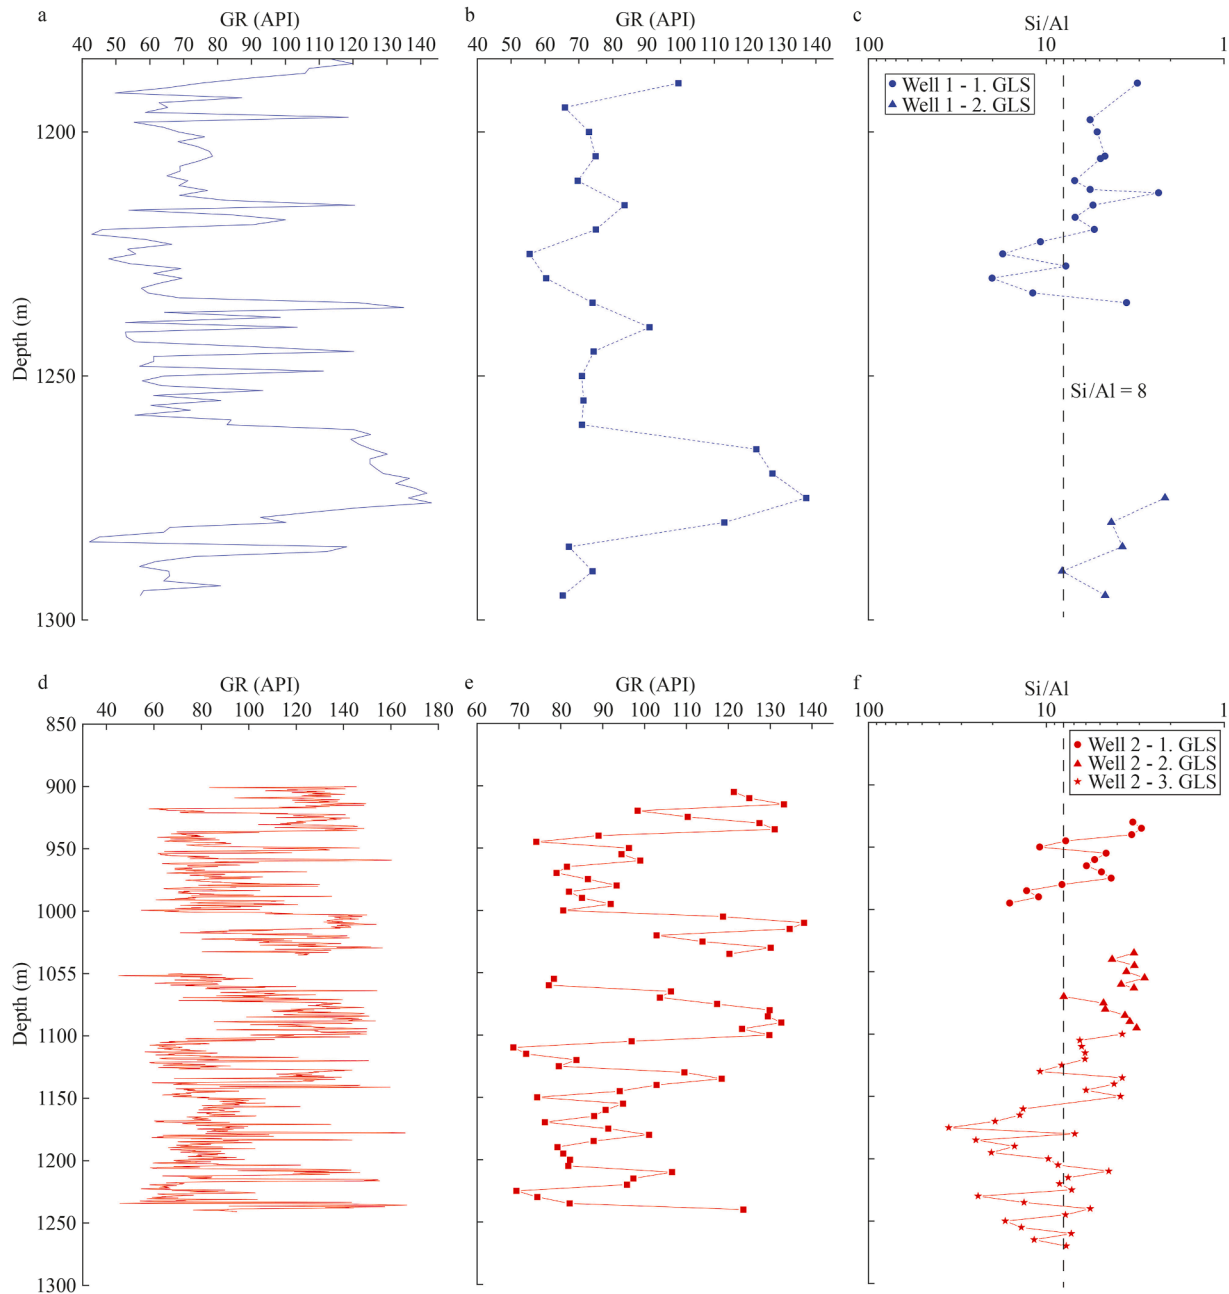 a
GR (API)
40 50 60 70 80 90 100 110 120 130 140
1200
1250
1300
Depth (m)
b
GR (API)
40 50 60 70 80 90 100 110 120 130 140
c
Si/Al
100 10 1
Well 1 - 1. GLS
Well 1 - 2. GLS
Si/Al = 8
d
GR (API)
40 60 80 100 120 140 160 180
850
900
950
1000
1050
1100
1150
1200
1250
1300
Depth (m)
e
GR (API)
60 70 80 90 100 110 120 130 140
f
Si/Al
100 10 1
Well 2 - 1. GLS
Well 2 - 2. GLS
Well 2 - 3. GLS